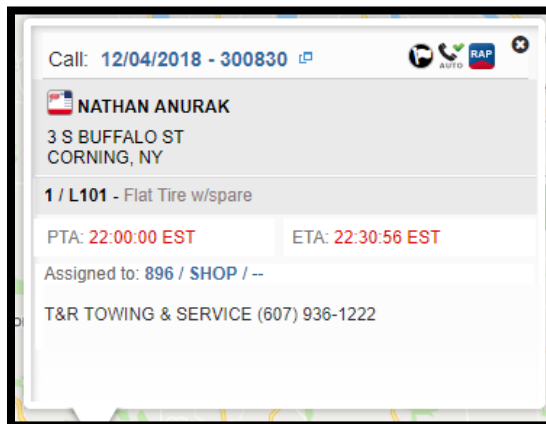 Call: 12/04/2018 - 300830
AUTO
RAP
NATHAN ANURAK
3 S BUFFALO ST
CORNING, NY
1 / L101 - Flat Tire w/spare
PTA: 22:00:00 EST ETA: 22:30:56 EST
Assigned to: 896 / SHOP / --
T&R TOWING & SERVICE (607) 936-1222